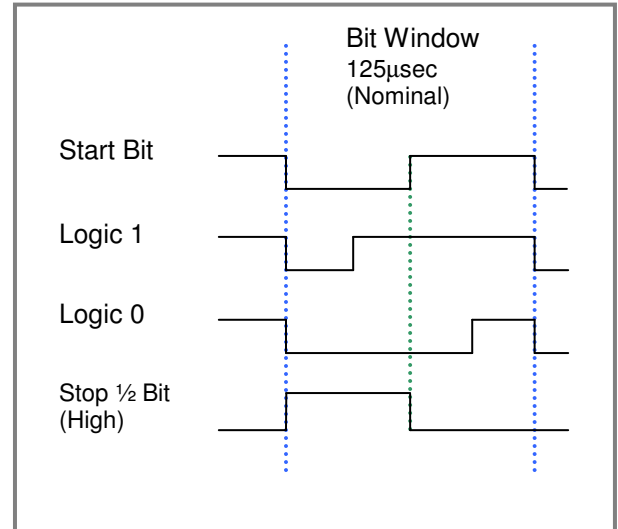 Bit Window
125μsec
(Nominal)
Start Bit
Logic 1
Logic 0
Stop ½ Bit
(High)